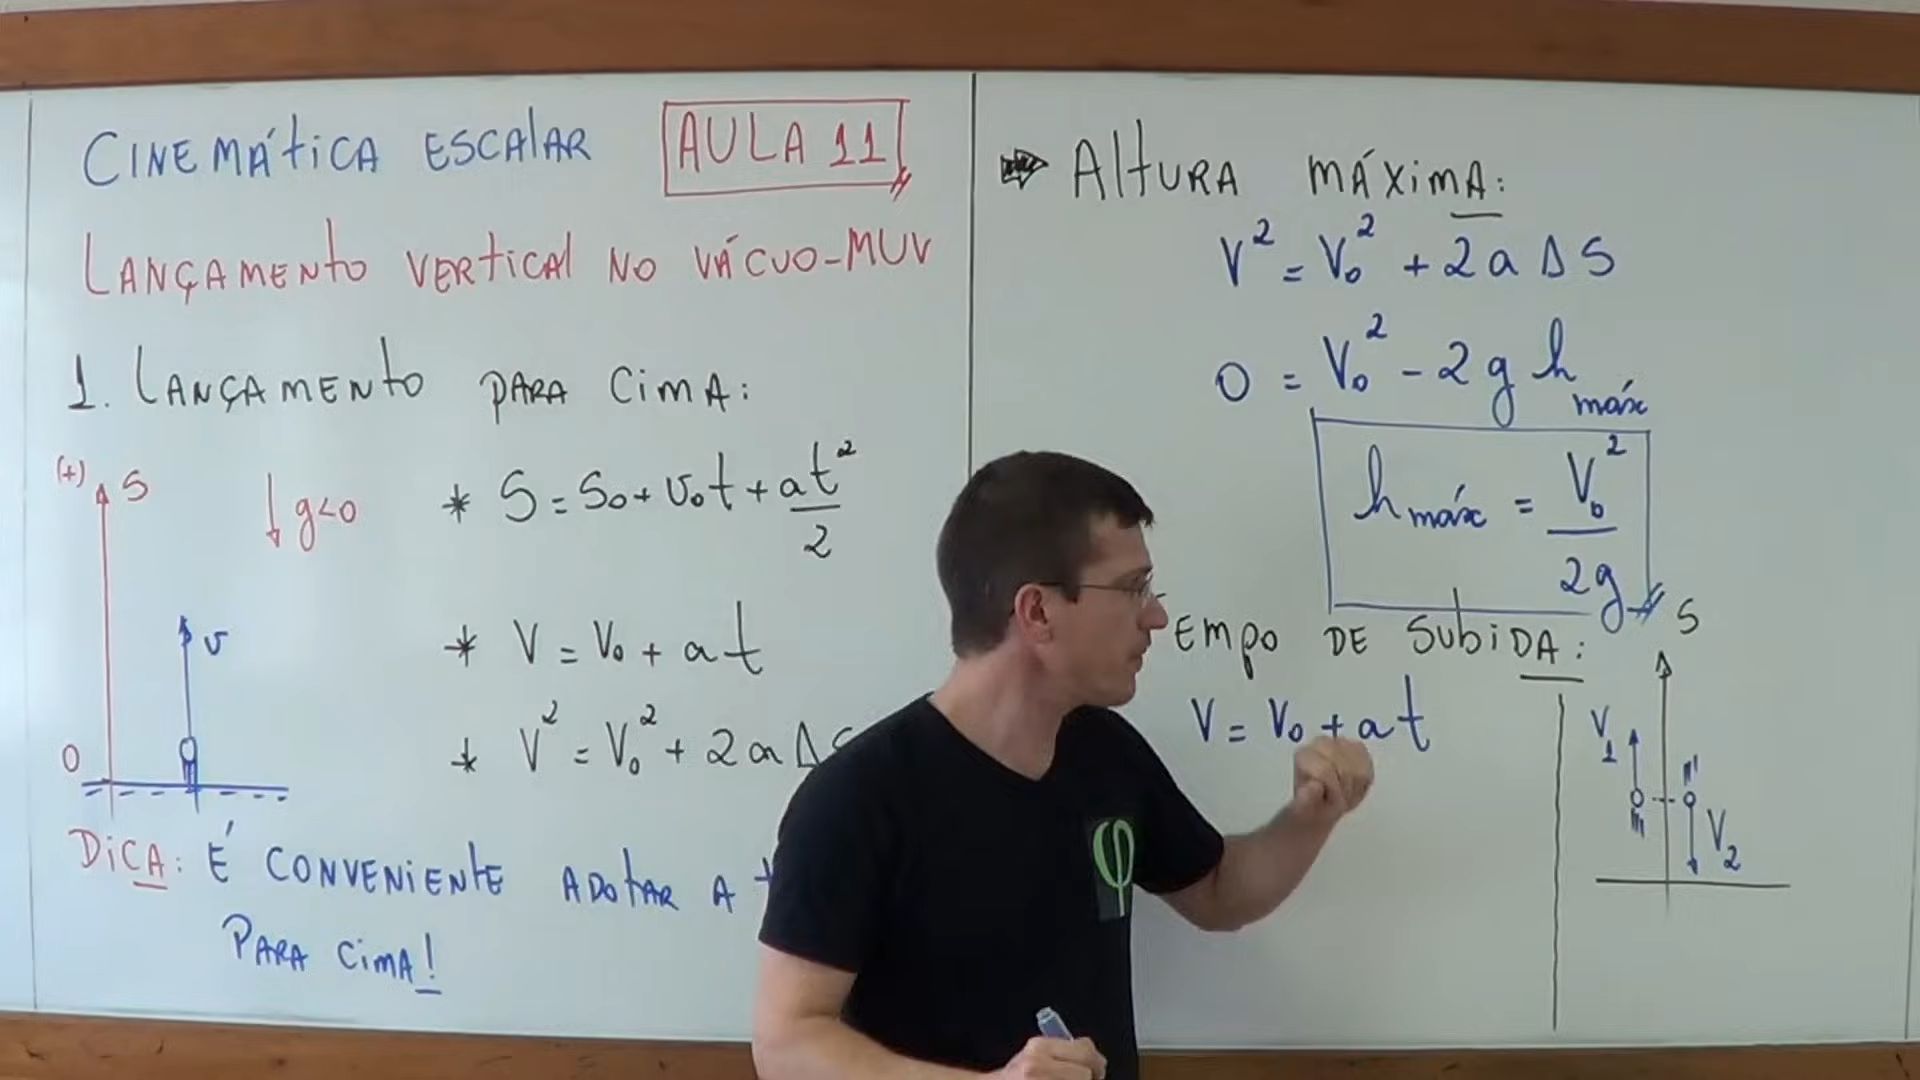 CINEMÁTICA ESCALAR AULA 11
LANÇAMENTO VERTICAL NO VÁCUO-MUV
1. LANÇAMENTO PARA CIMA:
(+) S g<0
* S = S₀ + v₀t + at²/2
v
* V = V₀ + at
* V² = V₀² + 2aΔS
0
DICA: É CONVENIENTE ADOTAR A +
PARA CIMA!
ALTURA MÁXIMA:
V² = V₀² + 2aΔS
0 = V₀² - 2gh máx
h máx = V₀²/2g
EMPO DE SUBIDA:
V = V₀ + at
S
V₁
V₂